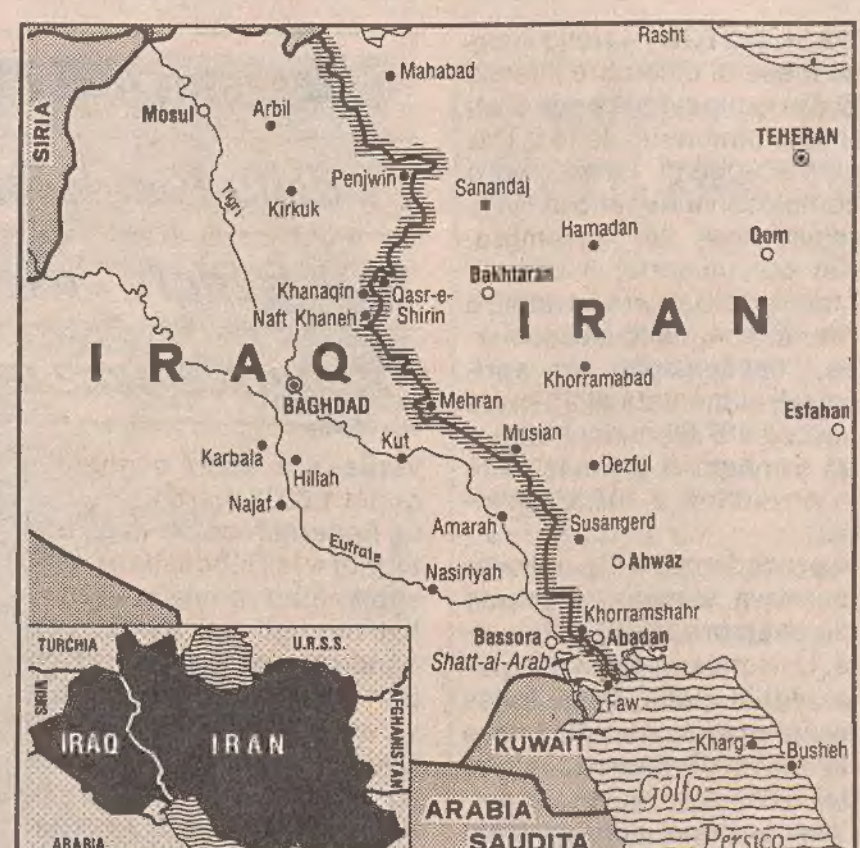 Rasht
Mahabad
SIRIA
Mosul
Arbil
TEHERAN
Tigri
Penjwin
Kirkuk
Sanandaj
Hamadan
Qom
Bakhtaran
Khanaqin
Qasr-e-
Shirin
Naft Khaneh
IRAQ
IRAN
Khorramabad
BAGHDAD
Mehran
Esfahan
Kut
Musian
Karbala
Hillah
Dezful
Najaf
Amarah
Susangerd
Eufrate
Ahwaz
Nasiriyah
Khorramshahr
Bassora
Abadan
Shatt-al-Arab
Faw
KUWAIT
Kharg
Busheh
Golfo
Persico
ARABIA
SAUDITA
TURCHIA
U.R.S.S.
SIRIA
IRAQ
IRAN
AFGHANISTAN
ARABIA